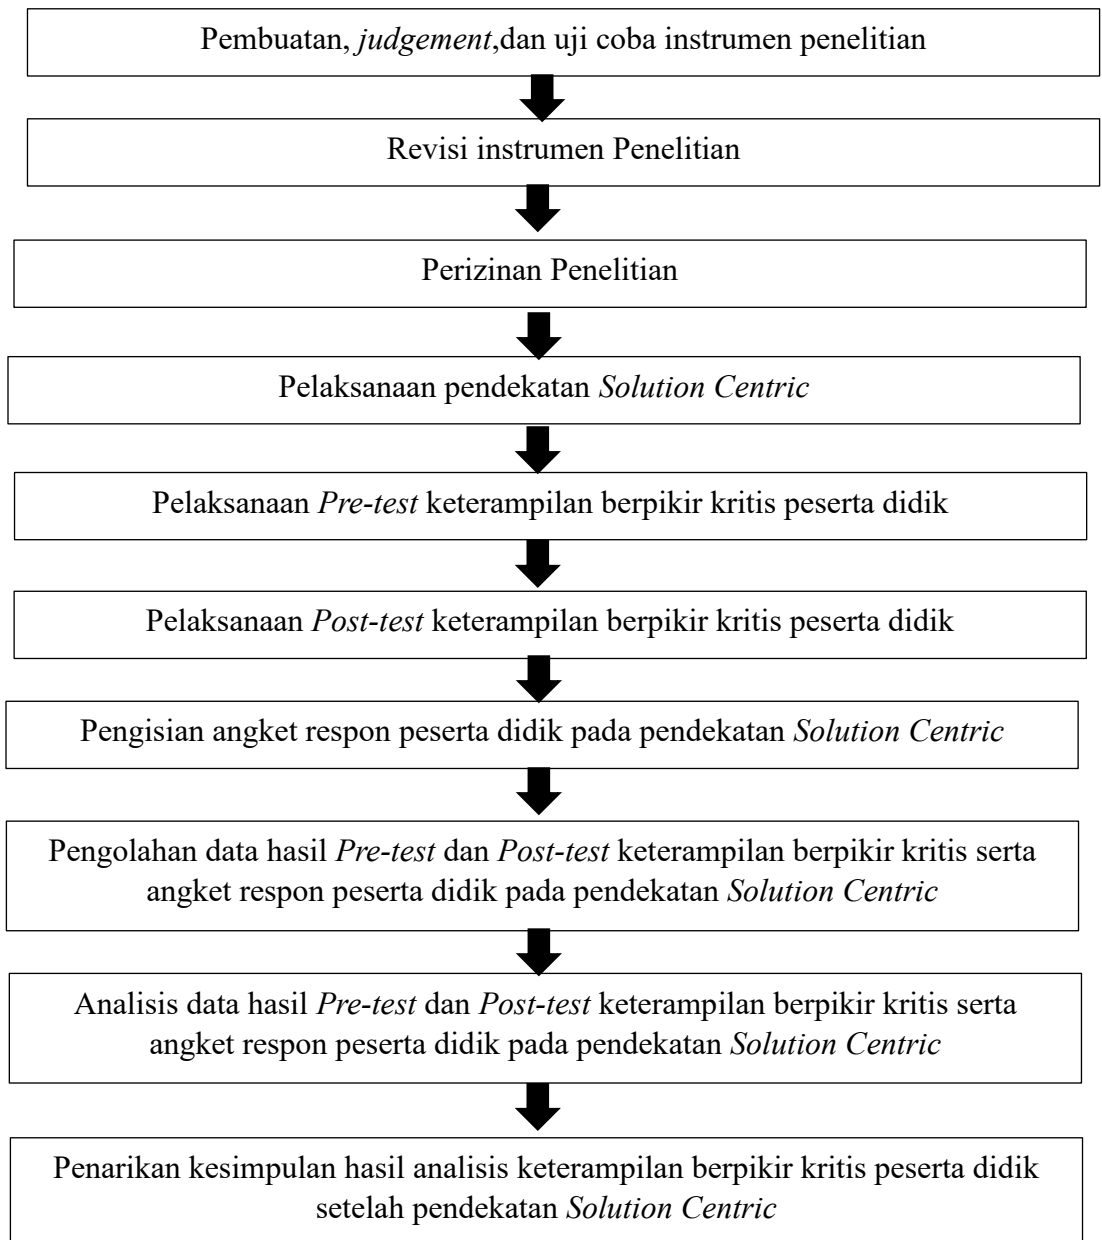 Pembuatan, judgement,dan uji coba instrumen penelitian
Revisi instrumen Penelitian
Perizinan Penelitian
Pelaksanaan pendekatan Solution Centric
Pelaksanaan Pre-test keterampilan berpikir kritis peserta didik
Pelaksanaan Post-test keterampilan berpikir kritis peserta didik
Pengisian angket respon peserta didik pada pendekatan Solution Centric
Pengolahan data hasil Pre-test dan Post-test keterampilan berpikir kritis serta
angket respon peserta didik pada pendekatan Solution Centric
Analisis data hasil Pre-test dan Post-test keterampilan berpikir kritis serta
angket respon peserta didik pada pendekatan Solution Centric
Penarikan kesimpulan hasil analisis keterampilan berpikir kritis peserta didik
setelah pendekatan Solution Centric